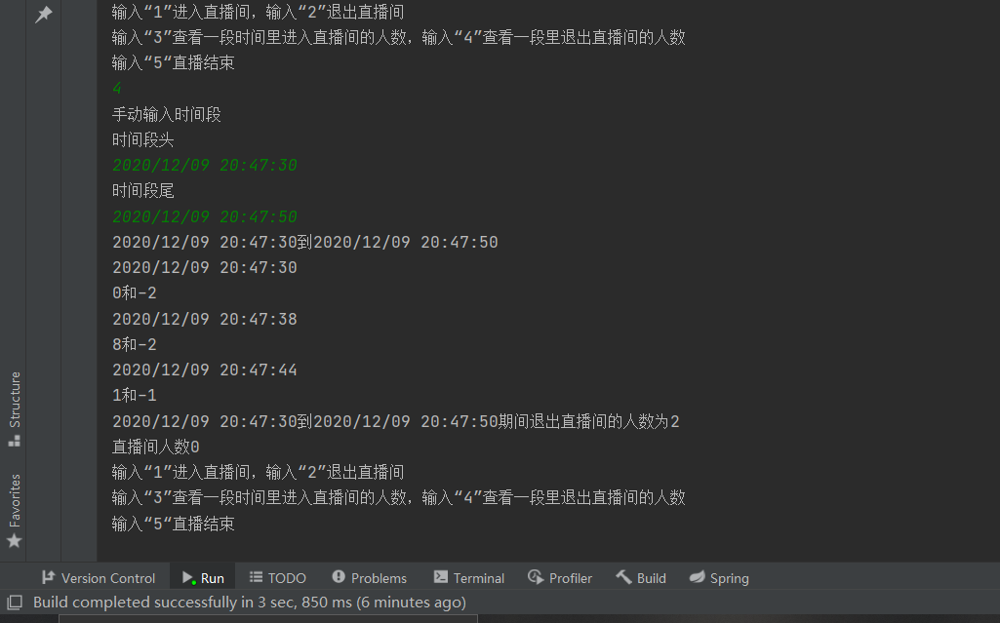 输入“1”进入直播间，输入“2”退出直播间
输入“3”查看一段时间里进入直播间的人数，输入“4”查看一段里退出直播间的人数
输入“5“直播结束
4
手动输入时间段
时间段头
2020/12/09 20:47:30
时间段尾
2020/12/09 20:47:50
2020/12/09 20:47:30到2020/12/09 20:47:50
2020/12/09 20:47:30
0和-2
2020/12/09 20:47:38
8和-2
2020/12/09 20:47:44
1和-1
2020/12/09 20:47:30到2020/12/09 20:47:50期间退出直播间的人数为2
直播间人数0
输入“1”进入直播间，输入“2”退出直播间
输入“3”查看一段时间里进入直播间的人数，输入“4”查看一段里退出直播间的人数
输入“5“直播结束
Structure
Favorites
Version Control Run TODO Problems Terminal Profiler Build Spring
Build completed successfully in 3 sec, 850 ms (6 minutes ago)